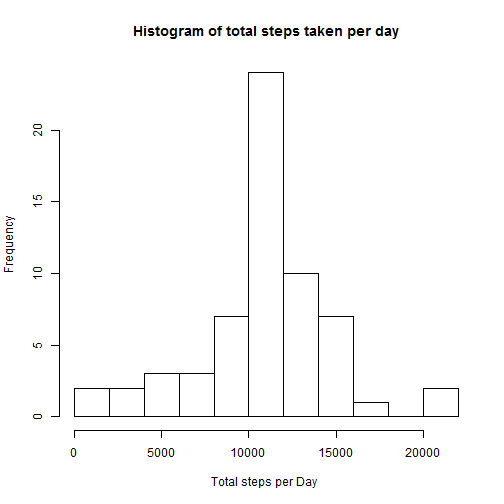 Histogram of total steps taken per day
Frequency
20
15
10
5
0
0 5000 10000 15000 20000
Total steps per Day